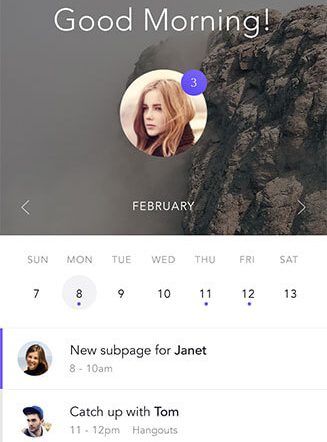 Good Morning!
3
FEBRUARY
SUN MON TUE WED THU FRI SAT
7 8 9 10 11 12 13
New subpage for Janet
8 - 10am
Catch up with Tom
11 - 12pm Hangouts